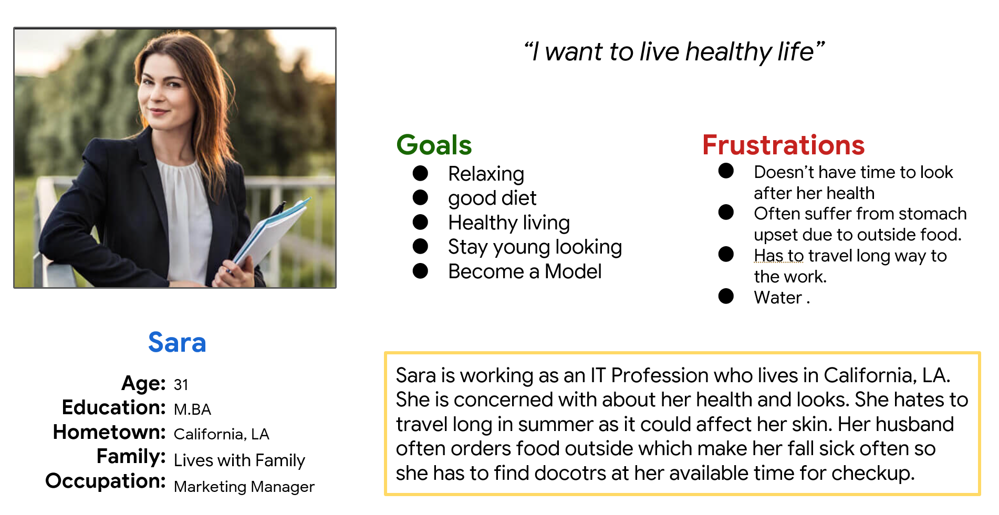 “I want to live healthy life”
Goals
● Relaxing
● good diet
● Healthy living
● Stay young looking
● Become a Model
Frustrations
● Doesn’t have time to look
after her health
● Often suffer from stomach
upset due to outside food.
● Has to travel long way to
the work.
● Water .
Sara
Age: 31
Education: M.BA
Hometown: California, LA
Family: Lives with Family
Occupation: Marketing Manager
Sara is working as an IT Profession who lives in California, LA.
She is concerned with about her health and looks. She hates to
travel long in summer as it could affect her skin. Her husband
often orders food outside which make her fall sick often so
she has to find docotrs at her available time for checkup.